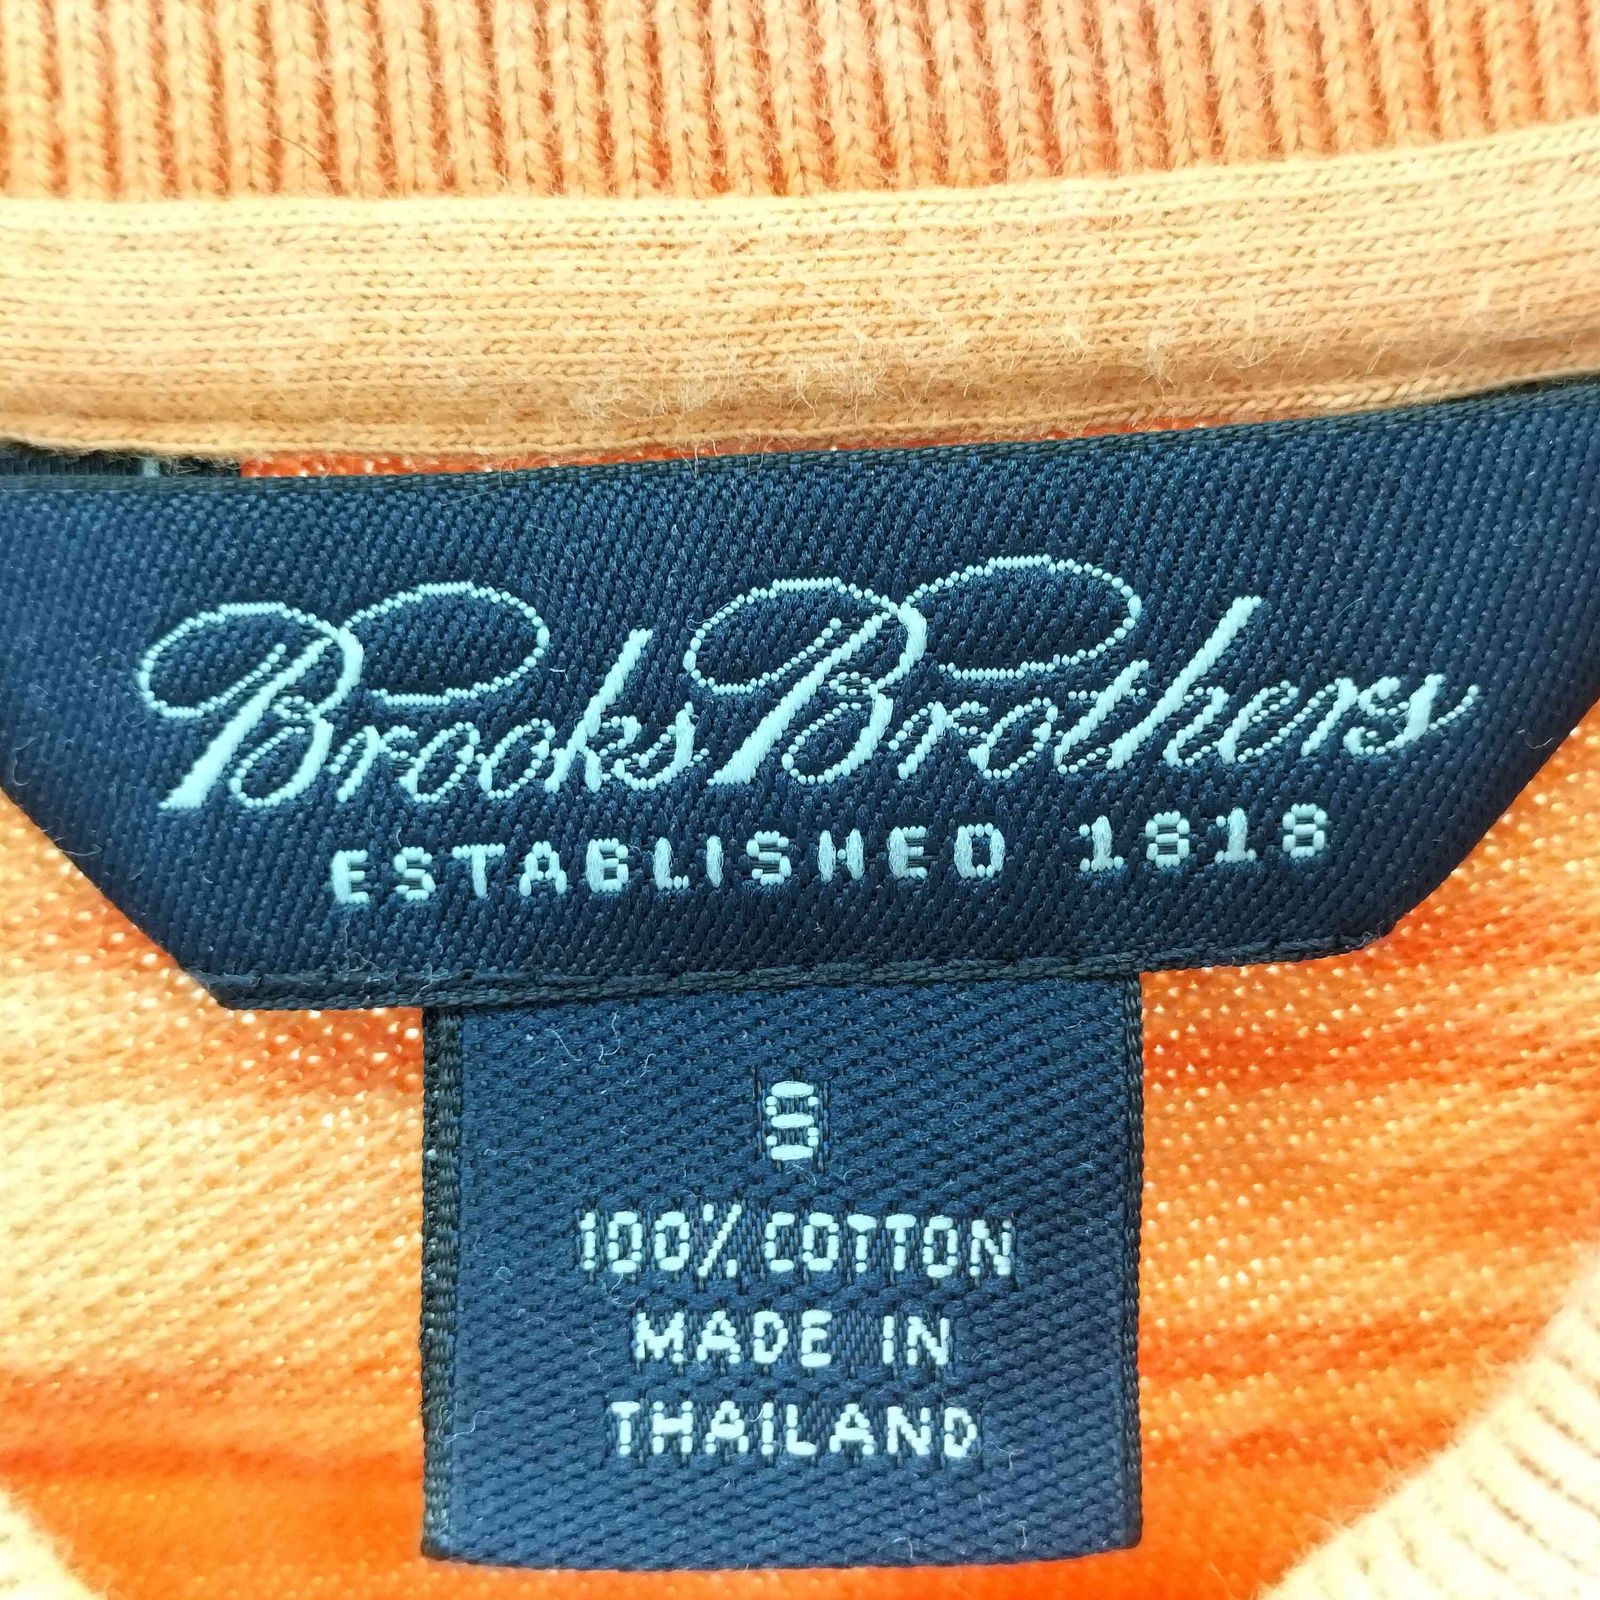 Brooks Brothers
ESTABLISHED 1818
S
100% COTTON
MADE IN
THAILAND